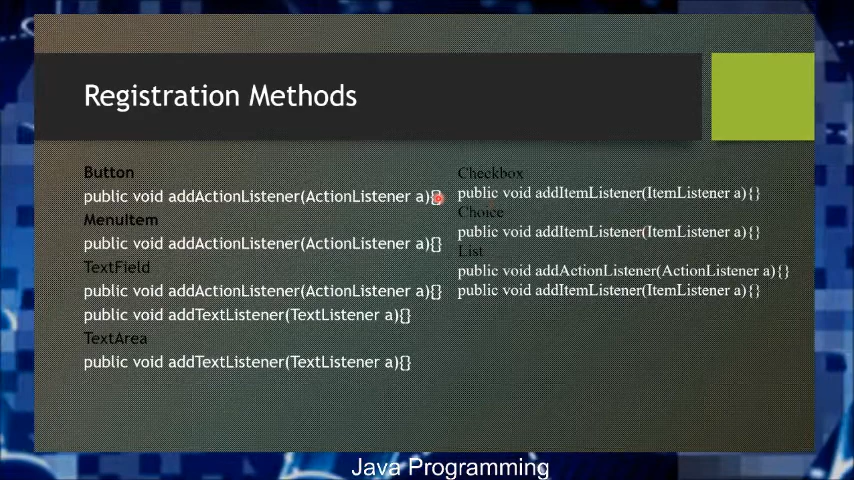 Registration Methods
Button
public void addActionListener(ActionListener a){}
MenuItem
public void addActionListener(ActionListener a){}
TextField
public void addActionListener(ActionListener a){}
public void addTextListener(TextListener a){}
TextArea
public void addTextListener(TextListener a){}
Checkbox
public void addItemListener(ItemListener a){}
Choice
public void addItemListener(ItemListener a){}
List
public void addActionListener(ActionListener a){}
public void addItemListener(ItemListener a){}
Java Programming